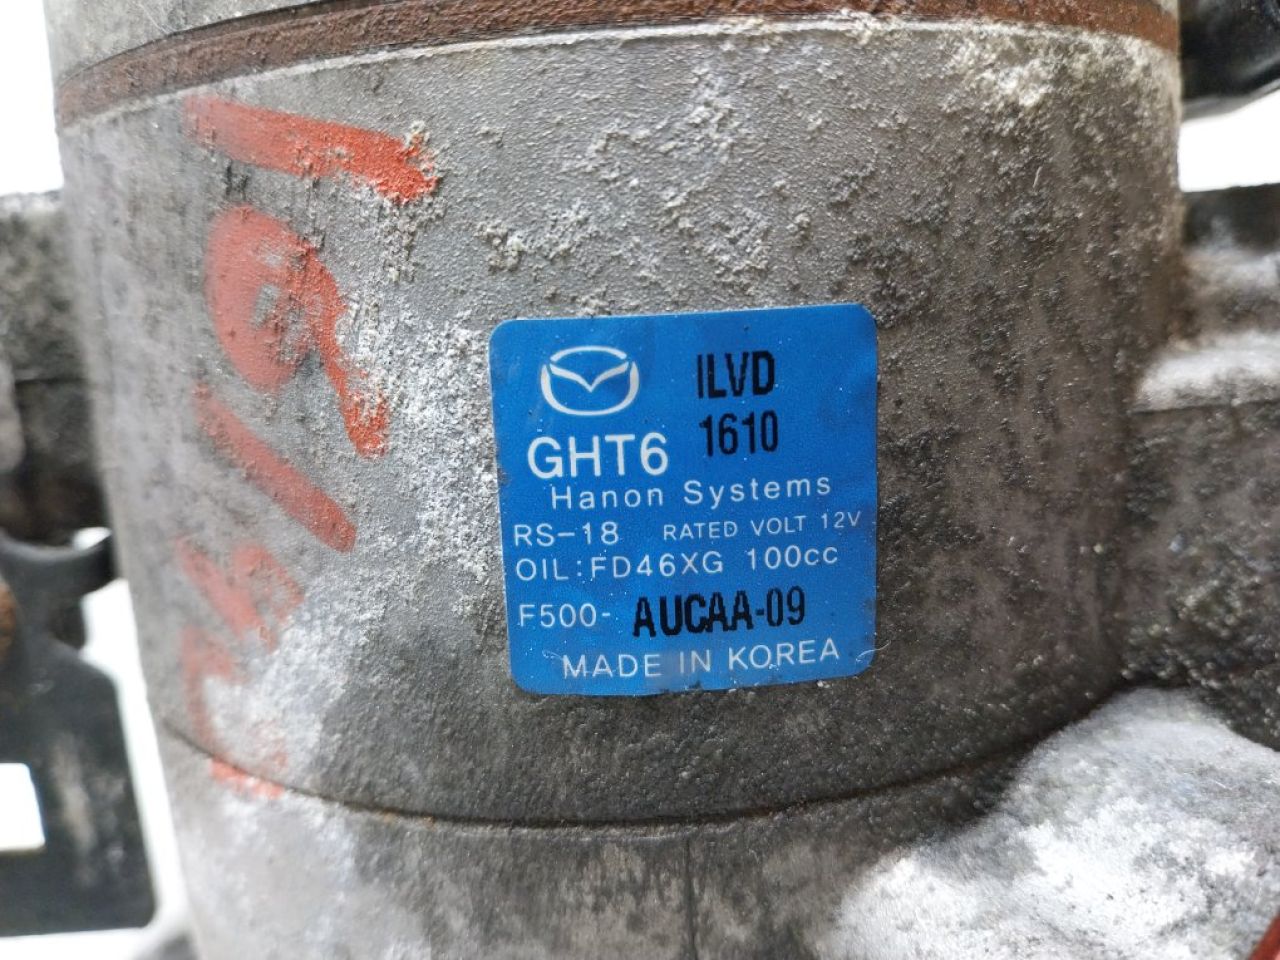 ILVD
GHT6 1610
Hanon Systems
RS-18 RATED VOLT 12V
OIL:FD46XG 100cc
F500- AUCAA-09
MADE IN KOREA